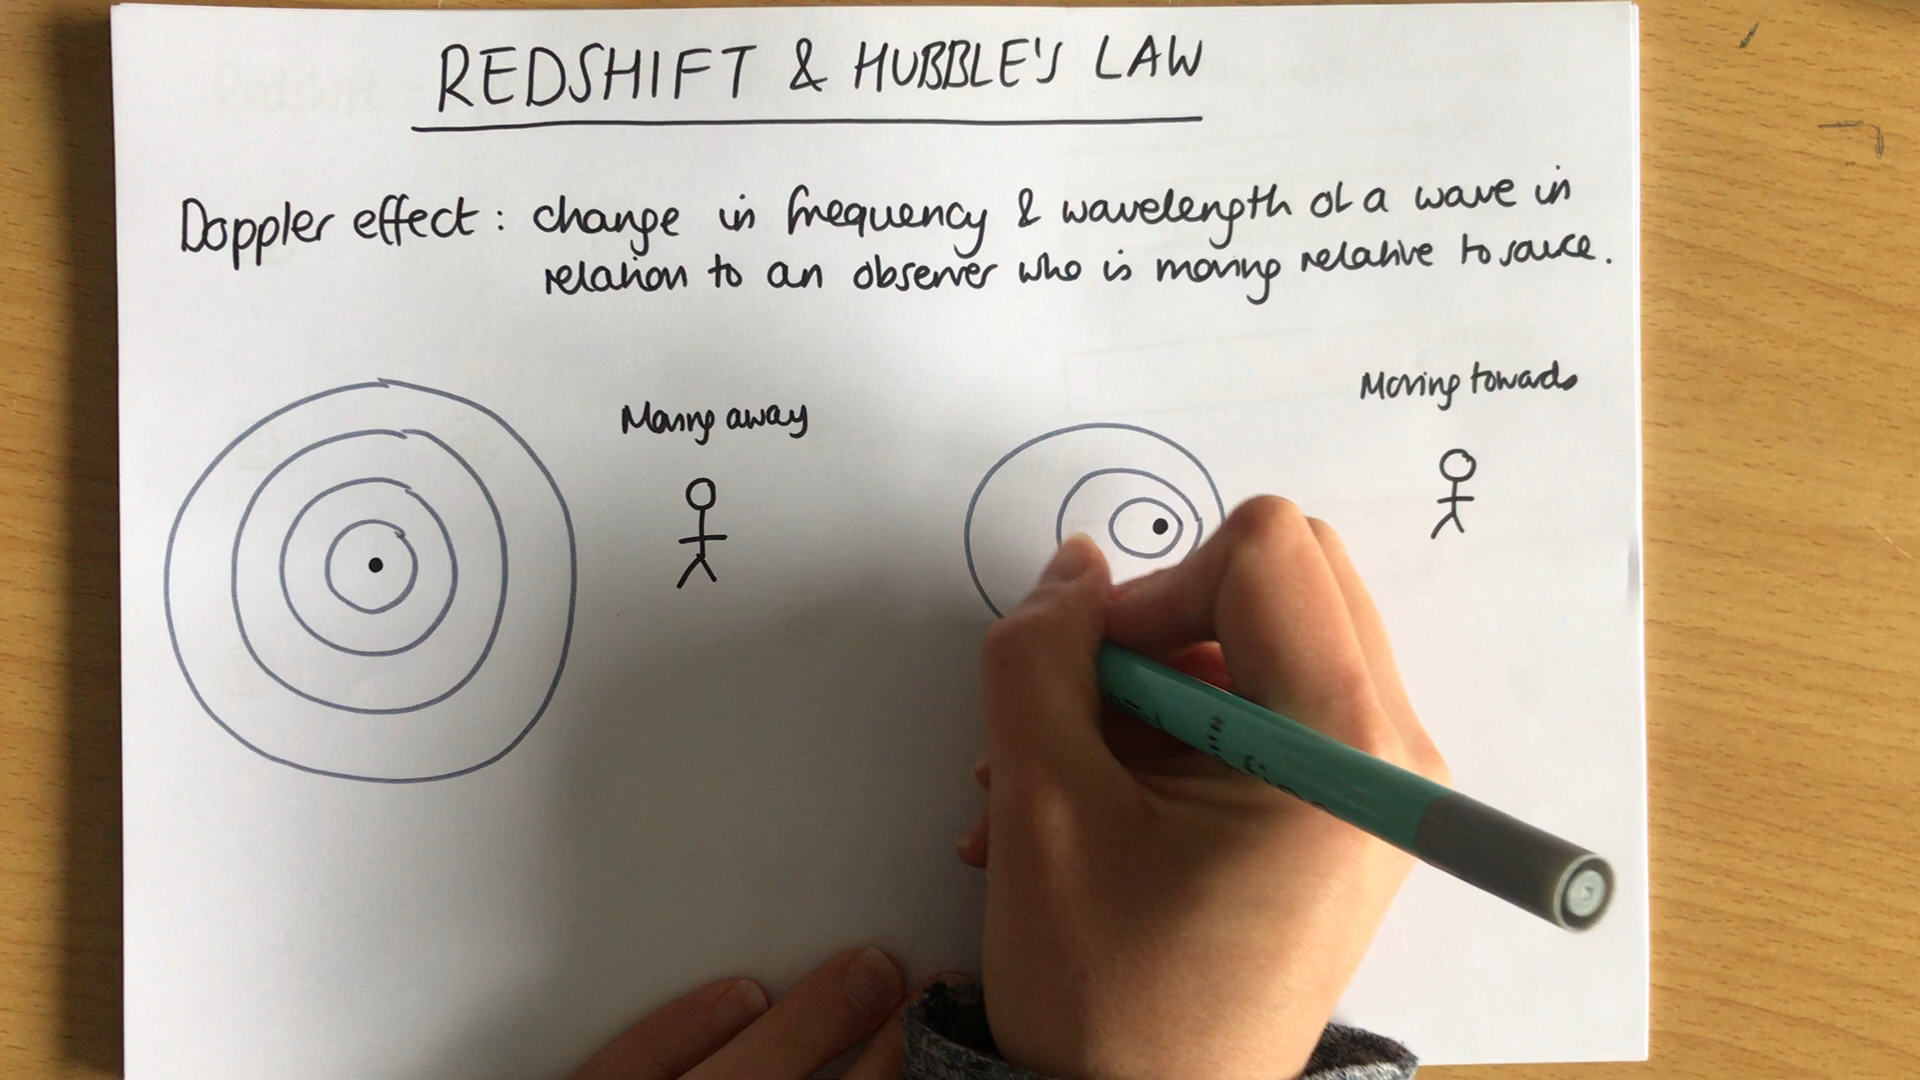 REDSHIFT & HUBBLE'S LAW
Doppler effect : change in frequency & wavelength of a wave in
relation to an observer who is moving relative to source.
Moving away
Moving towards